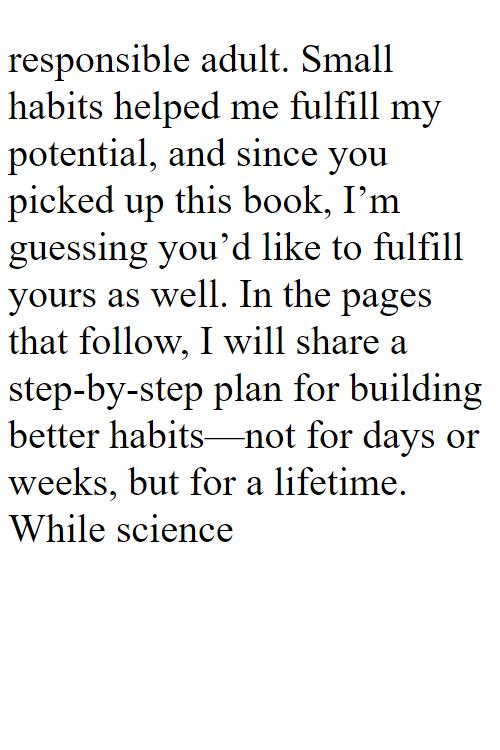 responsible adult. Small
habits helped me fulfill my
potential, and since you
picked up this book, I’m
guessing you’d like to fulfill
yours as well. In the pages
that follow, I will share a
step-by-step plan for building
better habits—not for days or
weeks, but for a lifetime.
While science